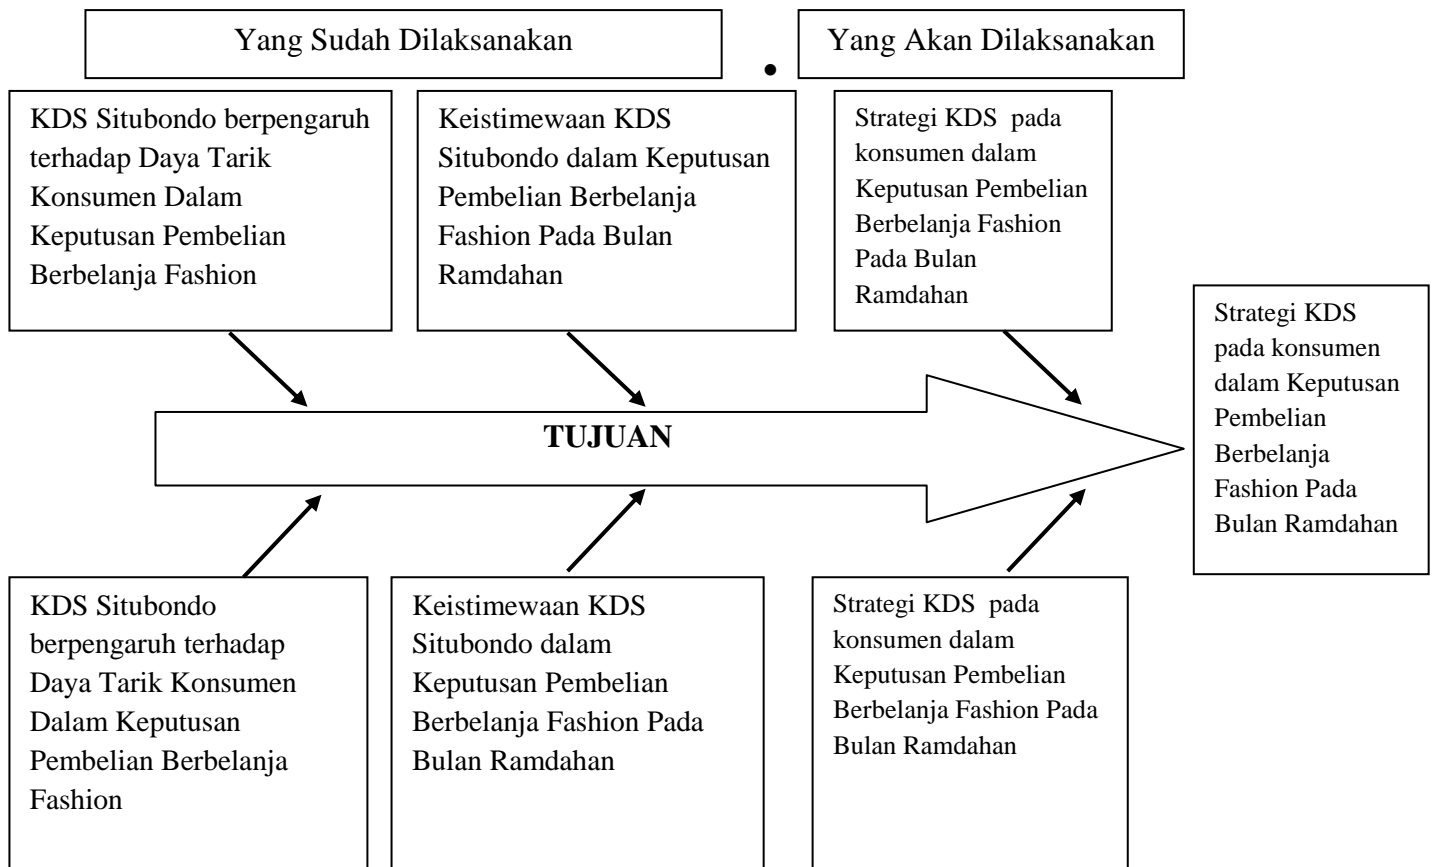 Yang Sudah Dilaksanakan
Yang Akan Dilaksanakan
KDS Situbondo berpengaruh
terhadap Daya Tarik
Konsumen Dalam
Keputusan Pembelian
Berbelanja Fashion
Keistimewaan KDS
Situbondo dalam Keputusan
Pembelian Berbelanja
Fashion Pada Bulan
Ramdahan
Strategi KDS pada
konsumen dalam
Keputusan Pembelian
Berbelanja Fashion
Pada Bulan
Ramdahan
Strategi KDS
pada konsumen
dalam Keputusan
Pembelian
Berbelanja
Fashion Pada
Bulan Ramdahan
TUJUAN
KDS Situbondo
berpengaruh terhadap
Daya Tarik Konsumen
Dalam Keputusan
Pembelian Berbelanja
Fashion
Keistimewaan KDS
Situbondo dalam
Keputusan Pembelian
Berbelanja Fashion Pada
Bulan Ramdahan
Strategi KDS pada
konsumen dalam
Keputusan Pembelian
Berbelanja Fashion Pada
Bulan Ramdahan